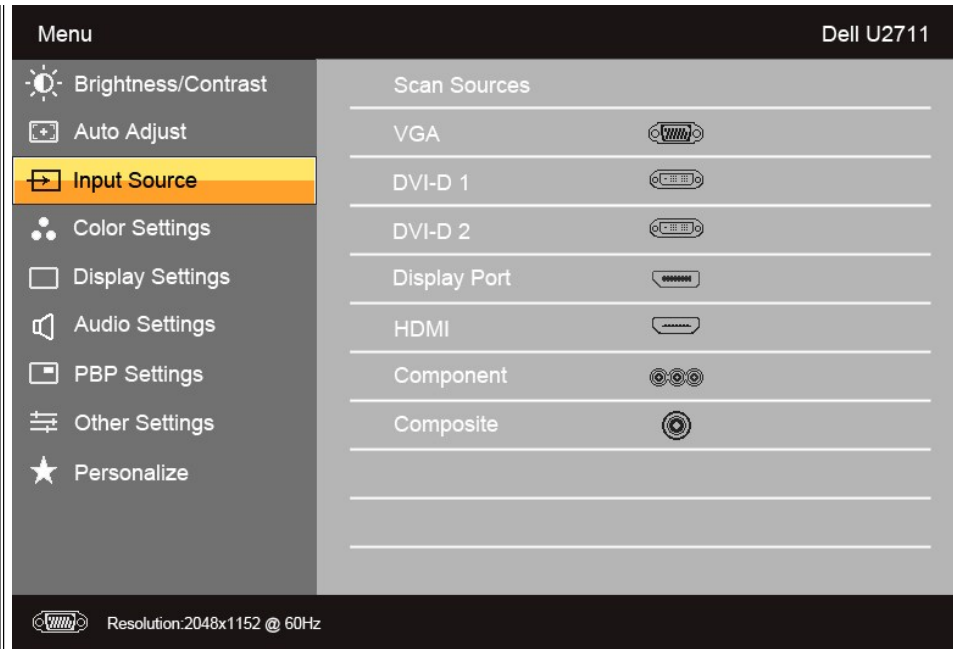 Menu
Dell U2711
Brightness/Contrast
Auto Adjust
Input Source
Color Settings
Display Settings
Audio Settings
PBP Settings
Other Settings
Personalize
Scan Sources
VGA
DVI-D 1
DVI-D 2
Display Port
HDMI
Component
Composite
Resolution:2048x1152 @ 60Hz